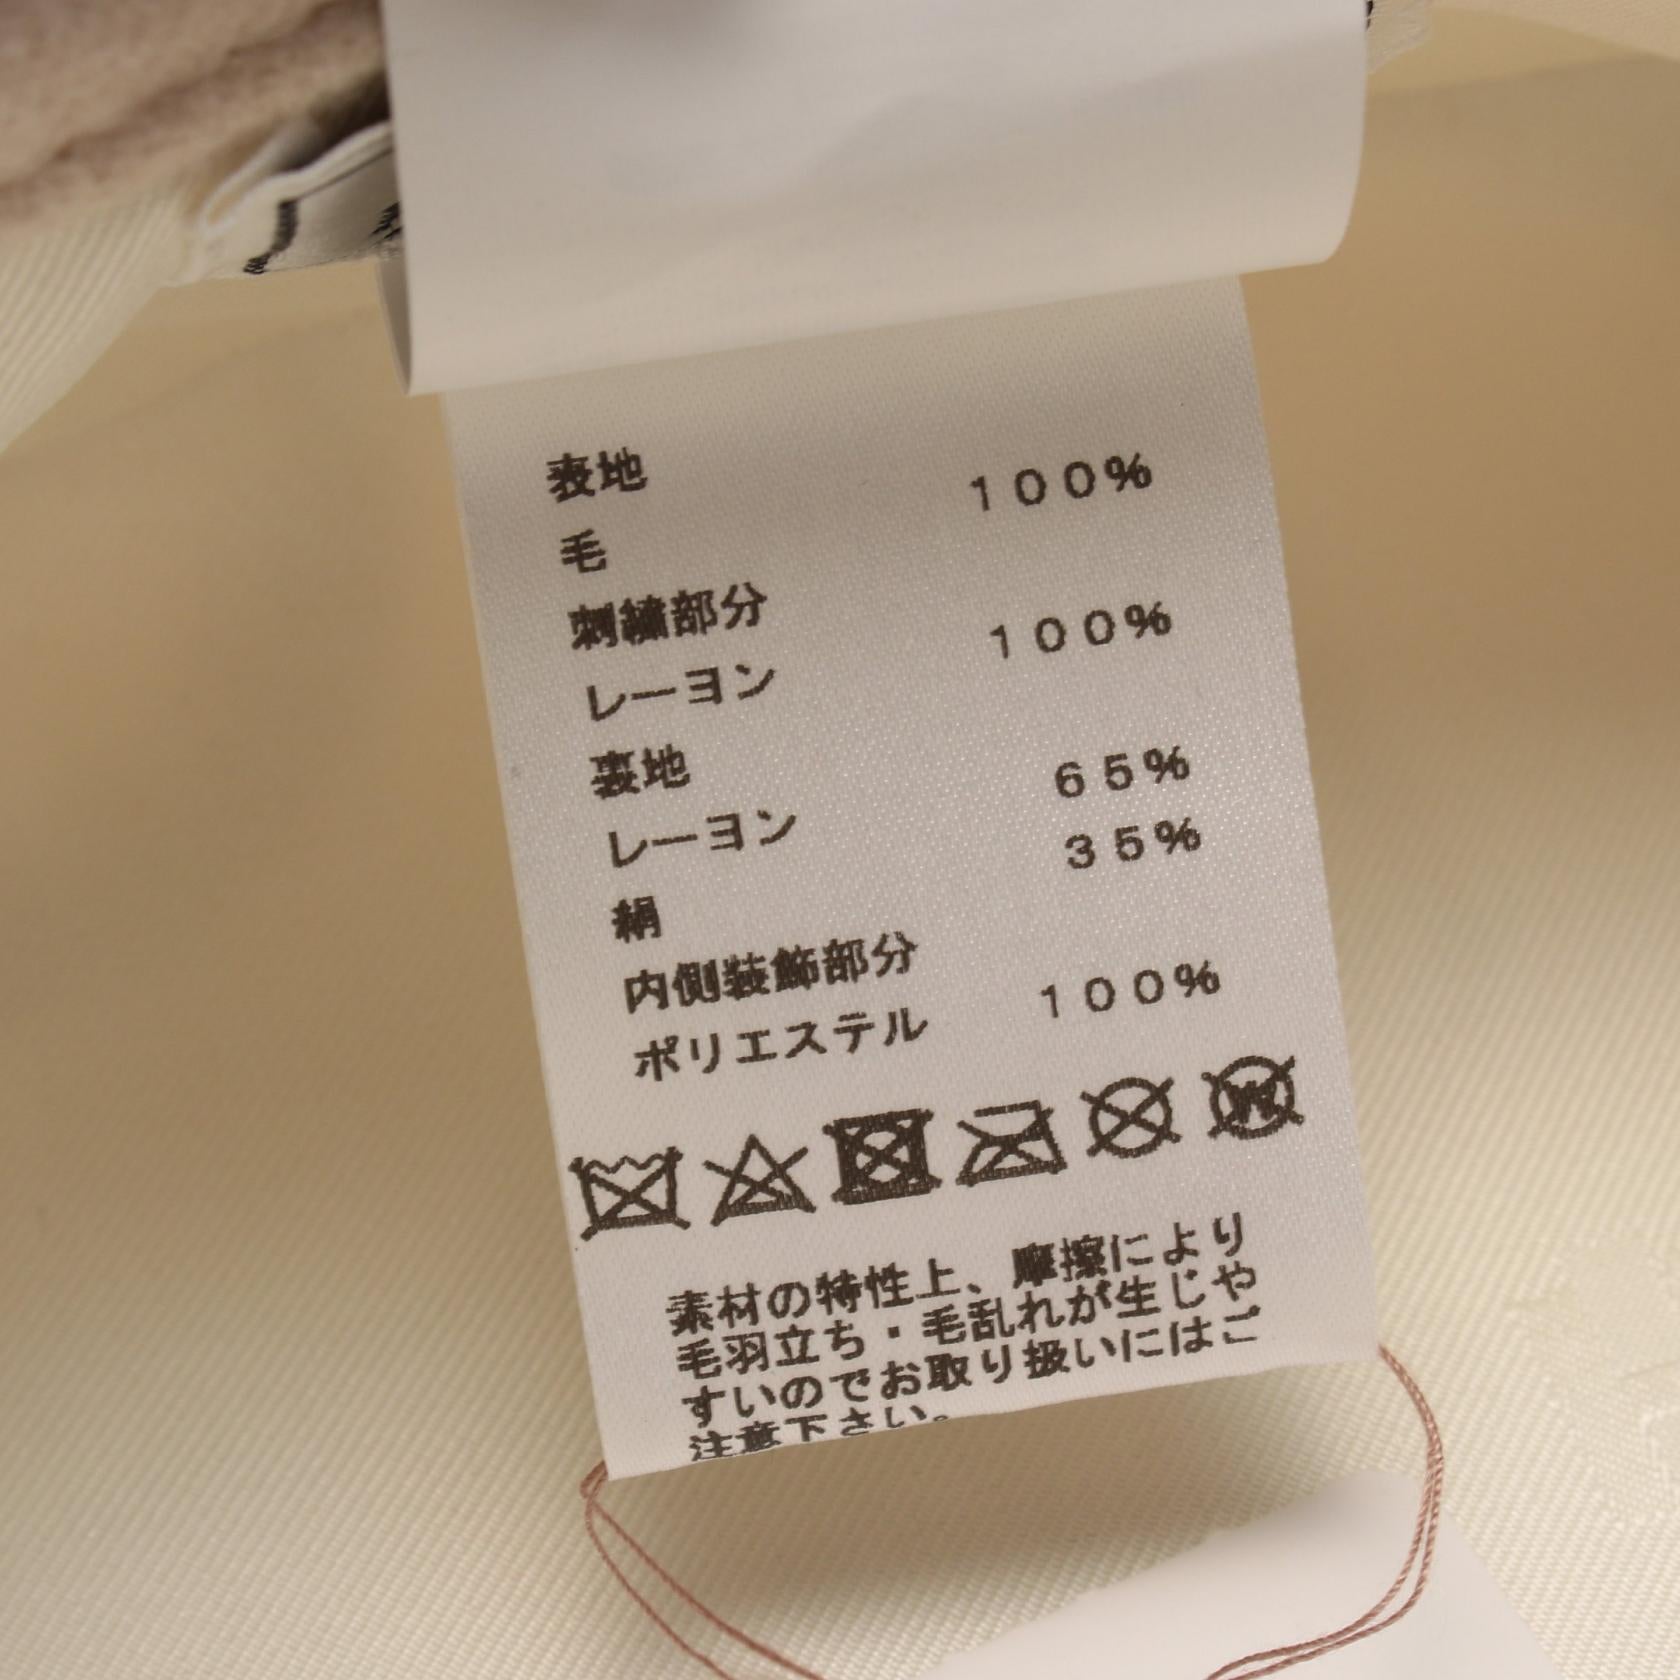 表地
毛 100%
刺繍部分
レーヨン 100%
裏地
レーヨン 65%
絹 35%
内側装飾部分
ポリエステル 100%
W
素材の特性上、摩擦により
毛羽立ち・毛乱れが生じや
すいのでお取り扱いにはご
注意下さい。